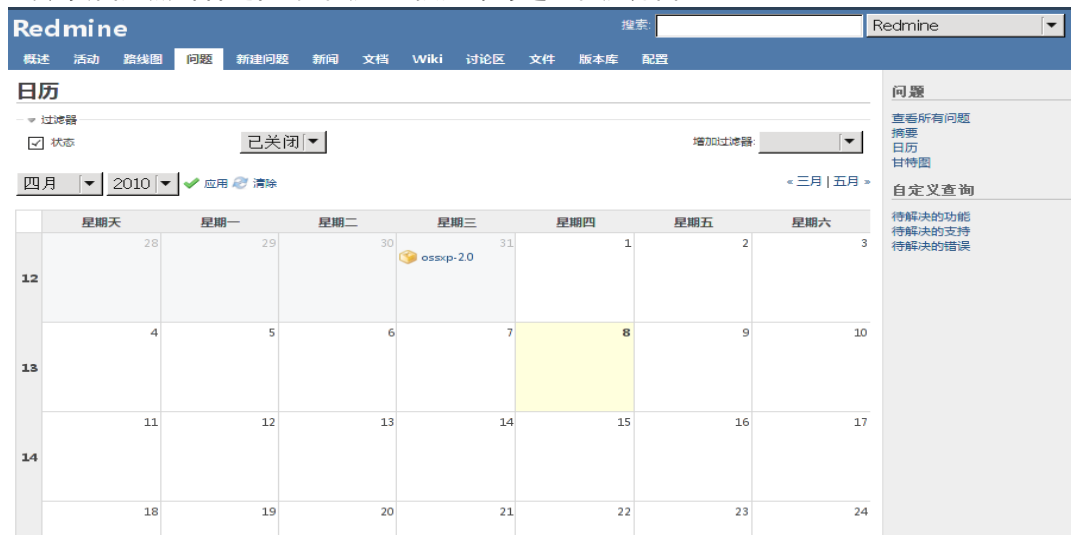 Redmine
搜索:
Redmine
概述 活动 路线图 问题 新建问题 新闻 文档 Wiki 讨论区 文件 版本库 配置
日历
过滤器
状态 已关闭 增加过滤器:
四月 2010 应用 清除 « 三月 | 五月 »
星期天 星期一 星期二 星期三 星期四 星期五 星期六
12 28 29 30 31 1 2 3
ossxp-2.0
13 4 5 6 7 8 9 10
14 11 12 13 14 15 16 17
18 19 20 21 22 23 24
问题
查看所有问题
摘要
日历
甘特图
自定义查询
待解决的功能
待解决的支持
待解决的错误